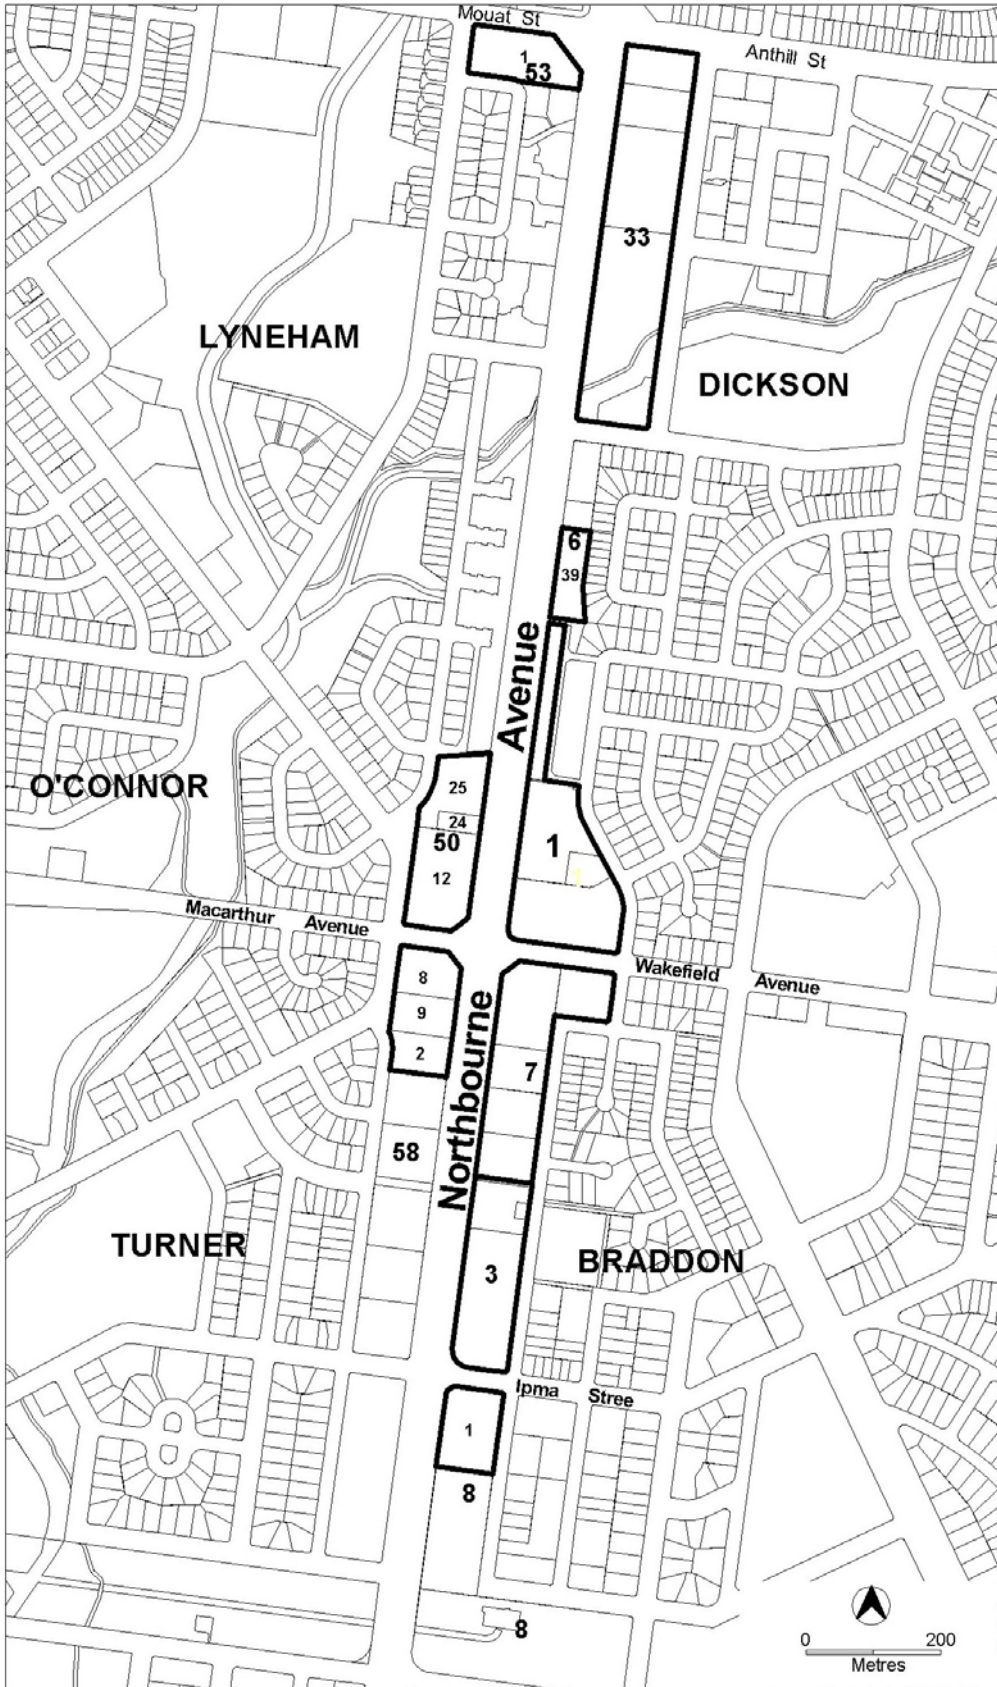 Mouat St
Anthill St
1
53
33
LYNEHAM
DICKSON
6
39
Avenue
O'CONNOR
25
24
50
12
1
1
Macarthur Avenue
Wakefield Avenue
8
9
2
Northbourne
7
58
TURNER
BRADDON
3
Ipma Stree
1
8
8
0 200
Metres